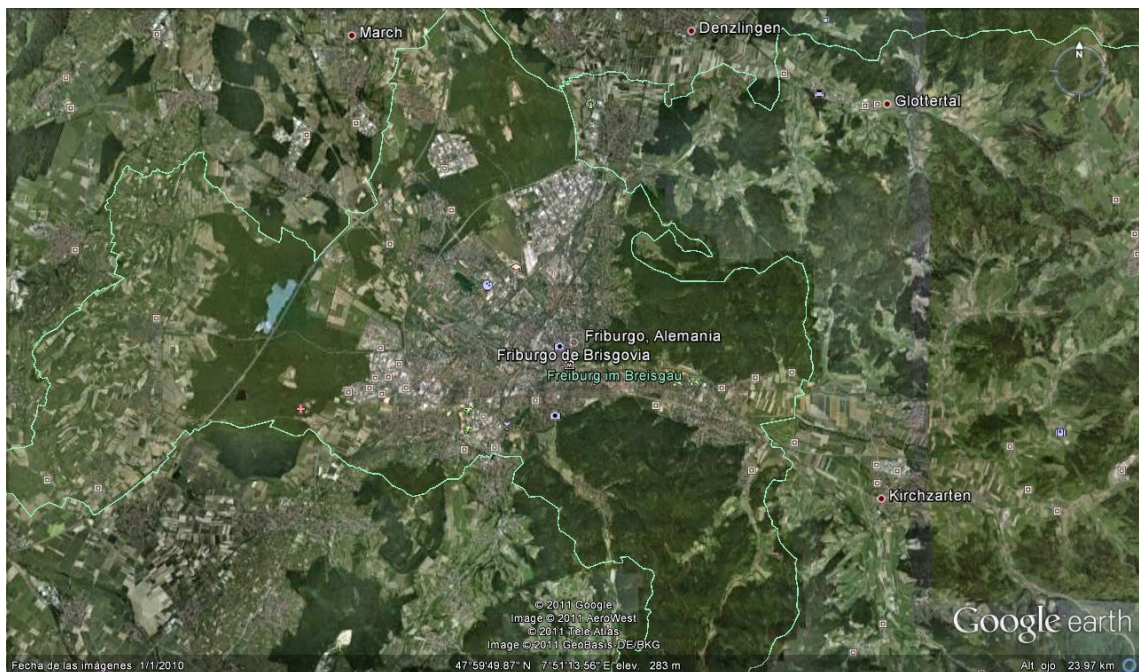 March
Denzlingen
N
Glottertal
Friburgo, Alemania
Friburgo de Brisgovia
Freiburg im Breisgau
Kirchzarten
© 2011 Google
Image © 2011 AeroWest
© 2011 Tele Atlas
Image © 2011 GeoBasis-DE/BKG
Google earth
Fecha de las imágenes: 1/1/2010
47°59'49.87" N 7°51'13.56" E elev. 283 m
Alt. ojo 23.97 km